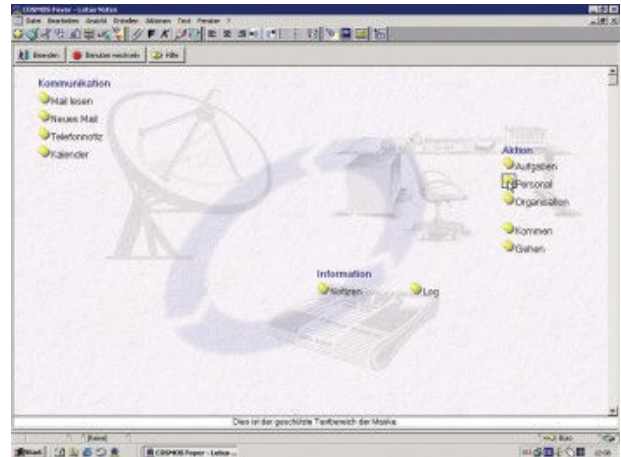 COSMOS Foyer - Lotus Notes
Datei Bearbeiten Ansicht Erstellen Aktionen Text Fenster ?
Beenden Benutzer wechseln Hilfe
Kommunikation
Mail lesen
Neues Mail
Telefonnotiz
Kalender
Aktion
Aufgaben
Personal
Organisation
Kommen
Gehen
Information
Notizen Log
Dies ist der geschützte Textbereich der Maske.
[Keine] Büro
Start COSMOS Foyer - Lotus ...